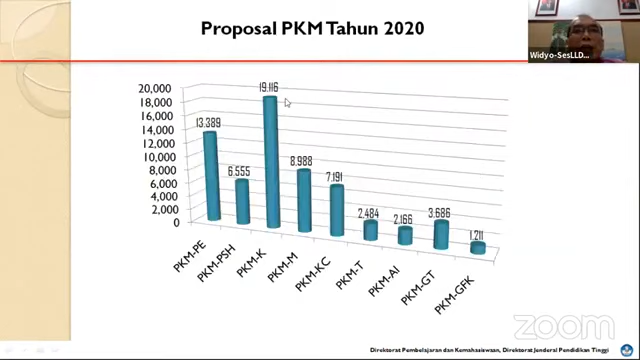 Proposal PKM Tahun 2020
Widyo-SesLLD...
20,000
18,000
16,000
14,000
12,000
10,000
8,000
6,000
4,000
2,000
0
13.389
6.555
19.116
8.988
7.191
2.484
2.166
3.686
1.211
PKM-PE
PKM-PSH
PKM-K
PKM-M
PKM-KC
PKM-T
PKM-AI
PKM-GT
PKM-GFK
zoom
Direktorat Pembelajaran dan Kemahasiswaan, Direktorat Jenderal Pendidikan Tinggi